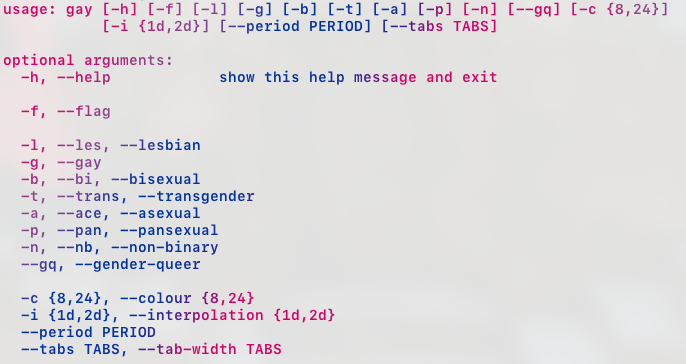 usage: gay [-h] [-f] [-l] [-g] [-b] [-t] [-a] [-p] [-n] [--gq] [-c {8,24}]
[-i {1d,2d}] [--period PERIOD] [--tabs TABS]
optional arguments:
-h, --help show this help message and exit
-f, --flag
-l, --les, --lesbian
-g, --gay
-b, --bi, --bisexual
-t, --trans, --transgender
-a, --ace, --asexual
-p, --pan, --pansexual
-n, --nb, --non-binary
--gq, --gender-queer
-c {8,24}, --colour {8,24}
-i {1d,2d}, --interpolation {1d,2d}
--period PERIOD
--tabs TABS, --tab-width TABS